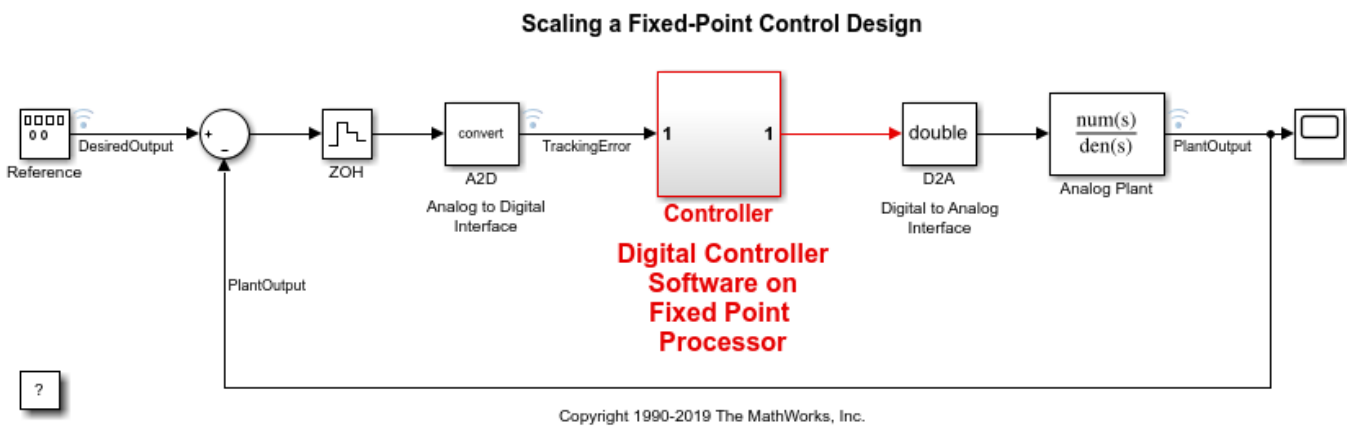 Scaling a Fixed-Point Control Design
Reference
DesiredOutput
+
-
ZOH
convert
A2D
Analog to Digital
Interface
TrackingError
1
1
Controller
Digital Controller
Software on
Fixed Point
Processor
double
D2A
Digital to Analog
Interface
num(s)
den(s)
Analog Plant
PlantOutput
PlantOutput
?
Copyright 1990-2019 The MathWorks, Inc.